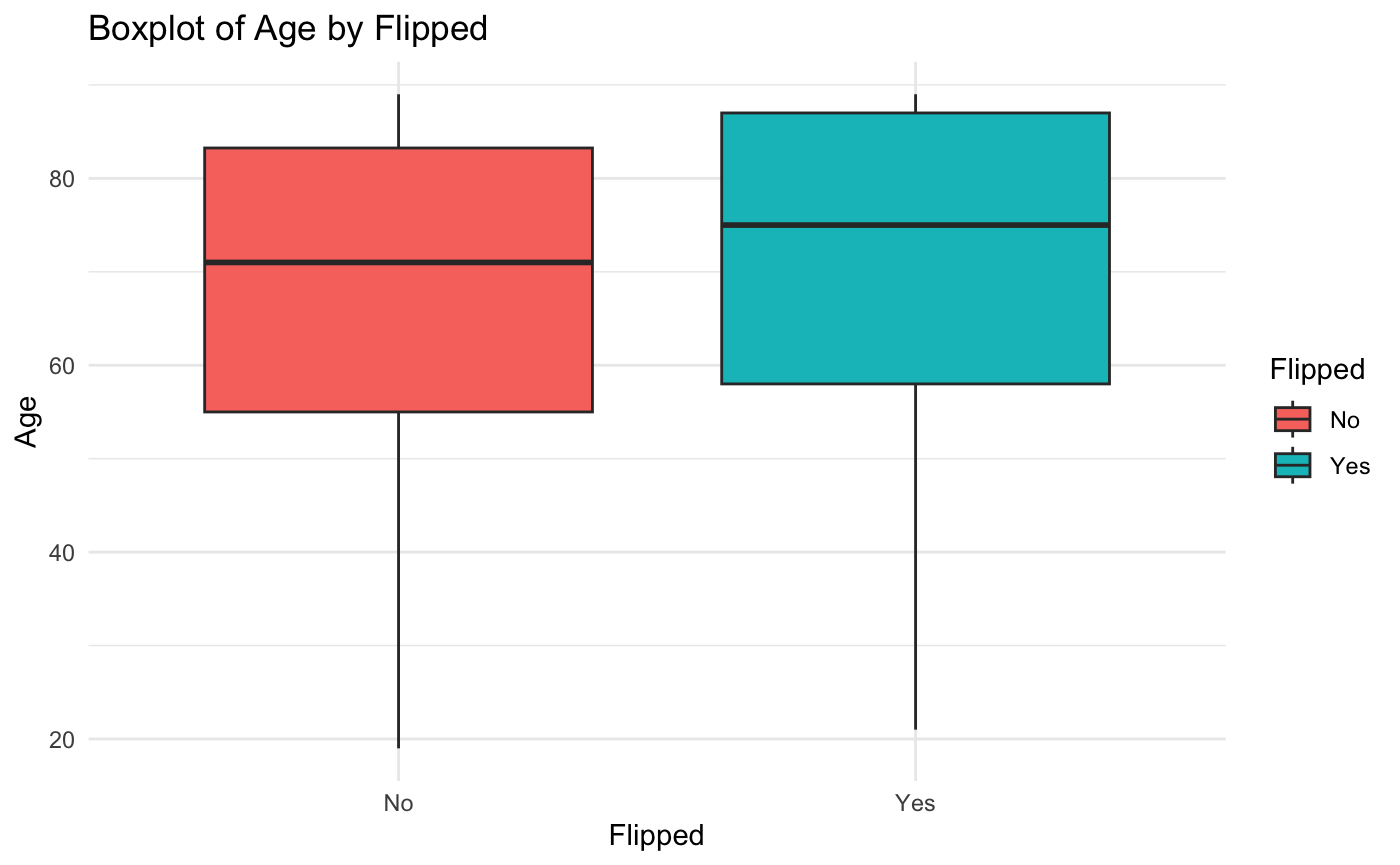 Boxplot of Age by Flipped
80
60
40
20
Age
No
Yes
Flipped
Flipped
No
Yes